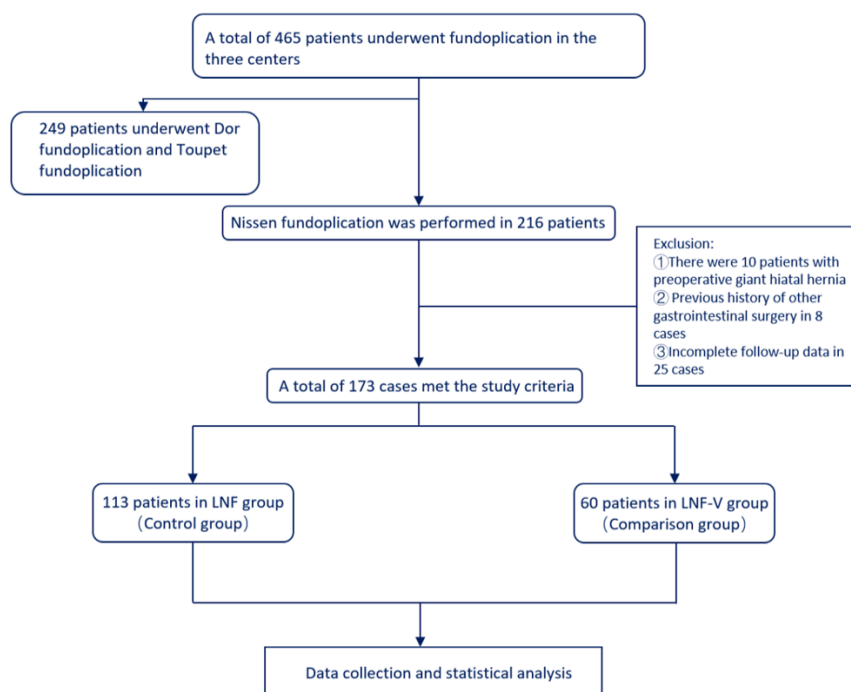 A total of 465 patients underwent fundoplication in the
three centers
249 patients underwent Dor
fundoplication and Toupet
fundoplication
Nissen fundoplication was performed in 216 patients
Exclusion:
①There were 10 patients with
preoperative giant hiatal hernia
② Previous history of other
gastrointestinal surgery in 8
cases
③Incomplete follow-up data in
25 cases
A total of 173 cases met the study criteria
113 patients in LNF group
（Control group）
60 patients in LNF-V group
（Comparison group）
Data collection and statistical analysis